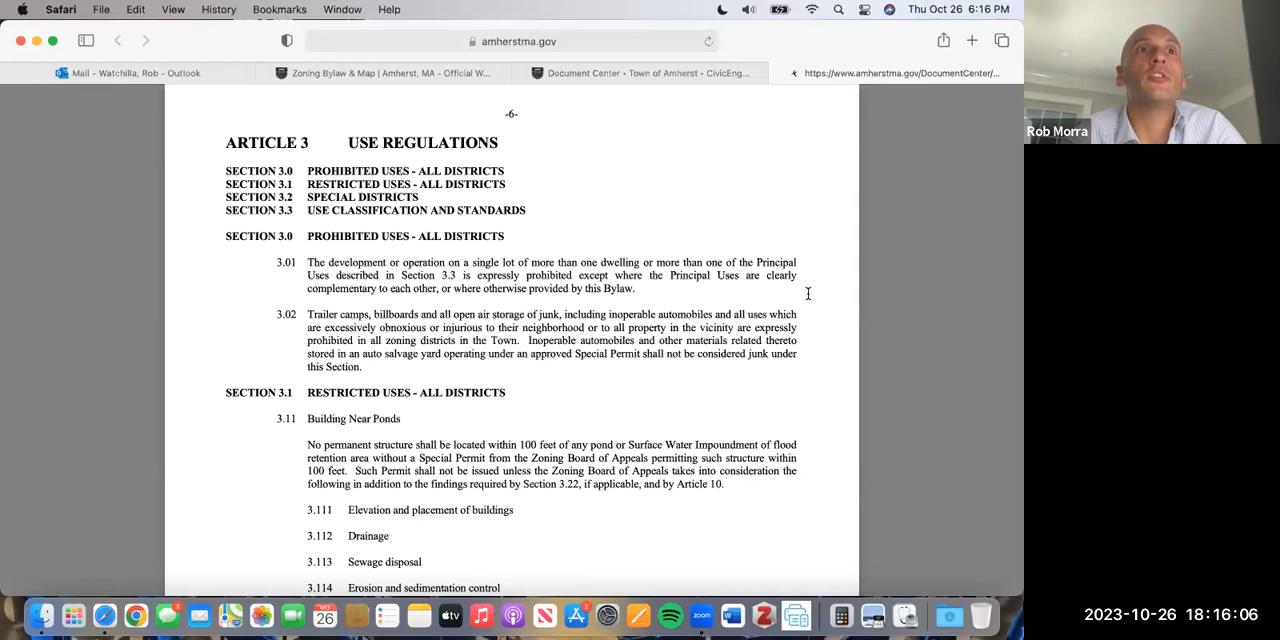 Safari File Edit View History Bookmarks Window Help Thu Oct 26 6:16 PM
amherstma.gov
Mail - Watchilla, Rob - Outlook
Zoning Bylaw & Map | Amherst, MA - Official W...
Document Center • Town of Amherst • CivicEng...
https://www.amherstma.gov/DocumentCenter/...
-6-
ARTICLE 3 USE REGULATIONS
SECTION 3.0 PROHIBITED USES - ALL DISTRICTS
SECTION 3.1 RESTRICTED USES - ALL DISTRICTS
SECTION 3.2 SPECIAL DISTRICTS
SECTION 3.3 USE CLASSIFICATION AND STANDARDS
SECTION 3.0 PROHIBITED USES - ALL DISTRICTS
3.01 The development or operation on a single lot of more than one dwelling or more than one of the Principal
Uses described in Section 3.3 is expressly prohibited except where the Principal Uses are clearly
complementary to each other, or where otherwise provided by this Bylaw.
3.02 Trailer camps, billboards and all open air storage of junk, including inoperable automobiles and all uses which
are excessively obnoxious or injurious to their neighborhood or to all property in the vicinity are expressly
prohibited in all zoning districts in the Town. Inoperable automobiles and other materials related thereto
stored in an auto salvage yard operating under an approved Special Permit shall not be considered junk under
this Section.
SECTION 3.1 RESTRICTED USES - ALL DISTRICTS
3.11 Building Near Ponds
No permanent structure shall be located within 100 feet of any pond or Surface Water Impoundment of flood
retention area without a Special Permit from the Zoning Board of Appeals permitting such structure within
100 feet. Such Permit shall not be issued unless the Zoning Board of Appeals takes into consideration the
following in addition to the findings required by Section 3.22, if applicable, and by Article 10.
3.111 Elevation and placement of buildings
3.112 Drainage
3.113 Sewage disposal
3.114 Erosion and sedimentation control
Rob Morra
OCT
26
tv
zoom
2023-10-26 18:16:06